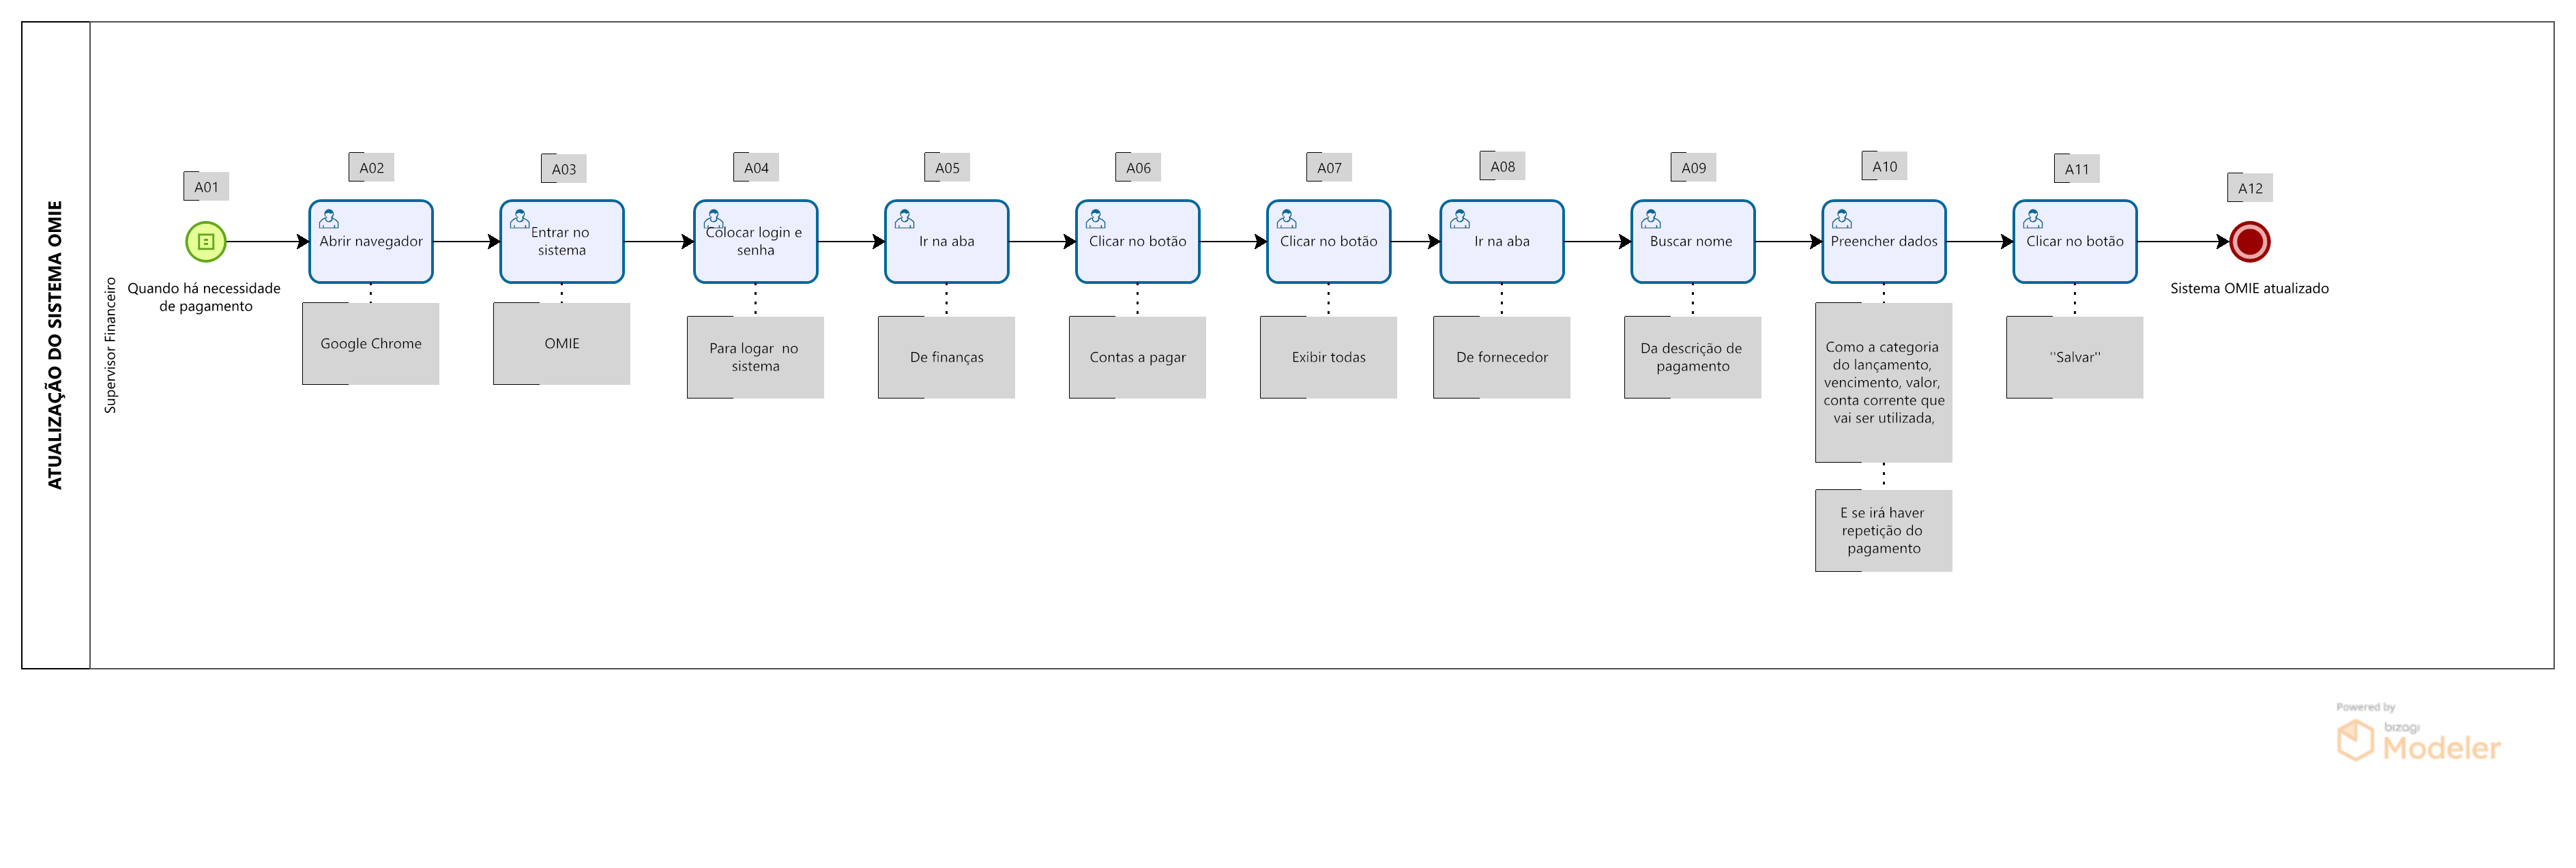 ATUALIZAÇÃO DO SISTEMA OMIE
Supervisor Financeiro
A01
Quando há necessidade
de pagamento
A02
Abrir navegador
Google Chrome
A03
Entrar no
sistema
OMIE
A04
Colocar login e
senha
Para logar no
sistema
A05
Ir na aba
De finanças
A06
Clicar no botão
Contas a pagar
A07
Clicar no botão
Exibir todas
A08
Ir na aba
De fornecedor
A09
Buscar nome
Da descrição de
pagamento
A10
Preencher dados
Como a categoria
do lançamento,
vencimento, valor,
conta corrente que
vai ser utilizada,
E se irá haver
repetição do
pagamento
A11
Clicar no botão
''Salvar''
A12
Sistema OMIE atualizado
Powered by
bizagi
Modeler